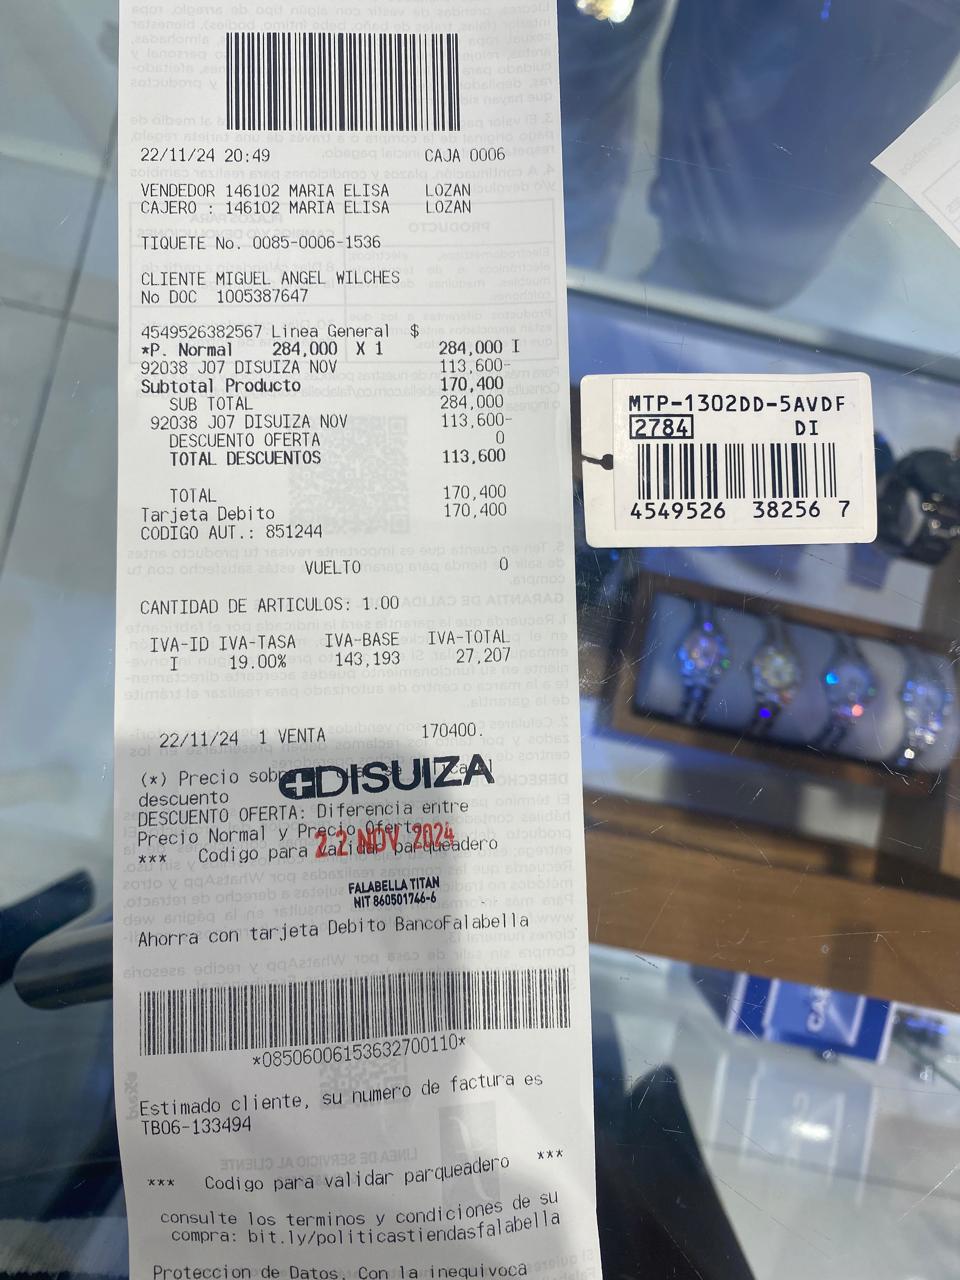 22/11/24 20:49 CAJA 0006
VENDEDOR 146102 MARIA ELISA LOZAN
CAJERO : 146102 MARIA ELISA LOZAN
TIQUETE No. 0085-0006-1536
CLIENTE MIGUEL ANGEL WILCHES
No DOC 1005387647
4549526382567 Linea General $
*P. Normal 284,000 X 1 284,000 I
92038 J07 DISUIZA NOV 113,600-
Subtotal Producto 170,400
SUB TOTAL 284,000
92038 J07 DISUIZA NOV 113,600-
DESCUENTO OFERTA 0
TOTAL DESCUENTOS 113,600
TOTAL 170,400
Tarjeta Debito 170,400
CODIGO AUT.: 851244
VUELTO 0
CANTIDAD DE ARTICULOS: 1.00
IVA-ID IVA-TASA IVA-BASE IVA-TOTAL
I 19.00% 143,193 27,207
22/11/24 1 VENTA 170400.
(*) Precio sobre
DISUIZA
descuento
DESCUENTO OFERTA: Diferencia entre
Precio Normal y Precio Oferta
22 NOV 2024
*** Codigo para validar parqueadero
FALABELLA TITAN
NIT 860501746-6
Ahorra con tarjeta Debito BancoFalabella
*08506006153632700110*
Estimado cliente, su numero de factura es
TB06-133494
*** Codigo para validar parqueadero ***
consulte los terminos y condiciones de su
compra: bit.ly/politicastiendasfalabella
Proteccion de Datos. Con la inequivoca
MTP-1302DD-5AVDF
2784 DI
4549526 38256 7